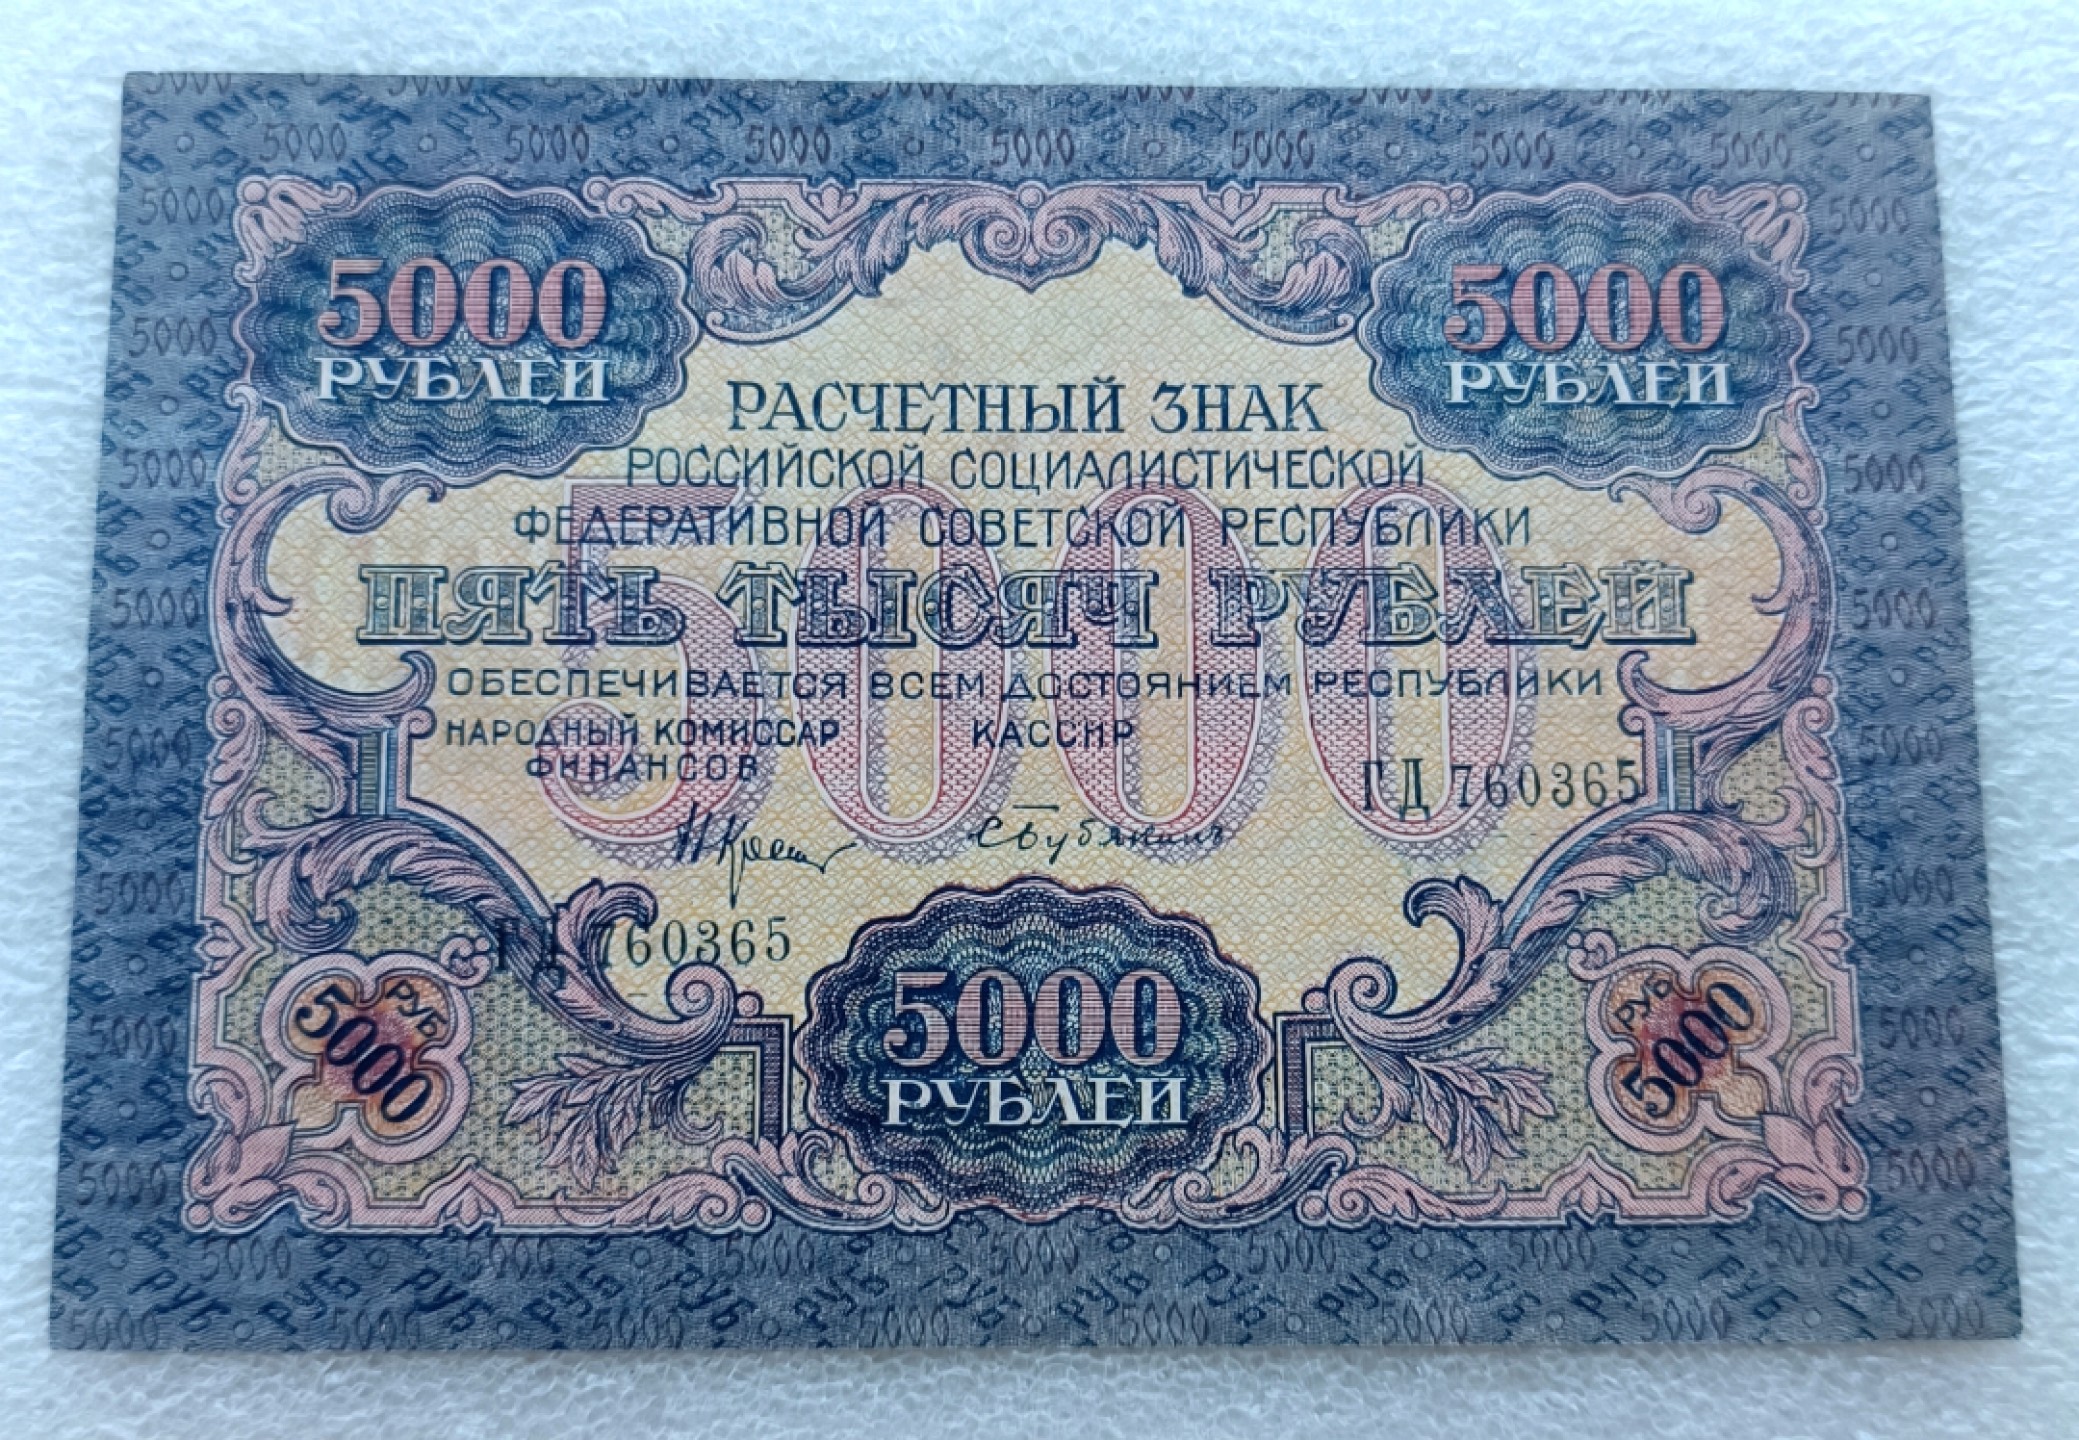 5000
РУБЛЕЙ
5000
РУБЛЕЙ
РАСЧЕТНЫЙ ЗНАК
РОССИЙСКОЙ СОЦИАЛИСТИЧЕСКОЙ
ФЕДЕРАТИВНОЙ СОВЕТСКОЙ РЕСПУБЛИКИ
5000
ПЯТЬ ТЫСЯЧ РУБЛЕЙ
ОБЕСПЕЧИВАЕТСЯ ВСЕМ ДОСТОЯНИЕМ РЕСПУБЛИКИ
НАРОДНЫЙ КОМИССАР
ФИНАНСОВ
КАССИР
ГД 760365
ГД 760365
РУБ
5000
5000
РУБЛЕЙ
РУБ
5000